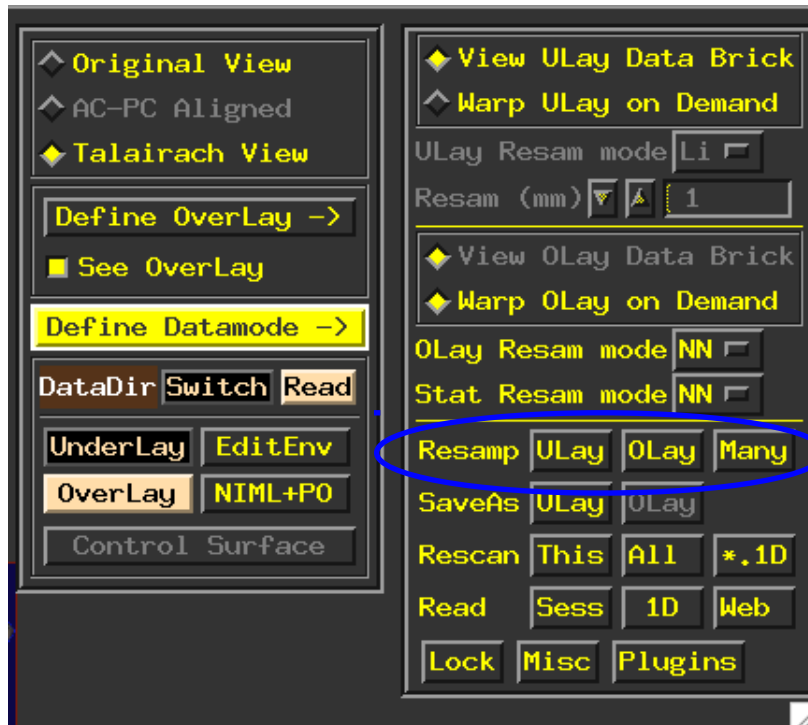 Original View
AC-PC Aligned
Talairach View
Define OverLay ->
See OverLay
Define Datamode ->
DataDir Switch Read
UnderLay EditEnv
OverLay NIML+PO
Control Surface
View ULay Data Brick
Warp ULay on Demand
ULay Resam mode Li
Resam (mm) 1
View OLay Data Brick
Warp OLay on Demand
OLay Resam mode NN
Stat Resam mode NN
Resamp ULay OLay Many
SaveAs ULay OLay
Rescan This All *.1D
Read Sess 1D Web
Lock Misc Plugins